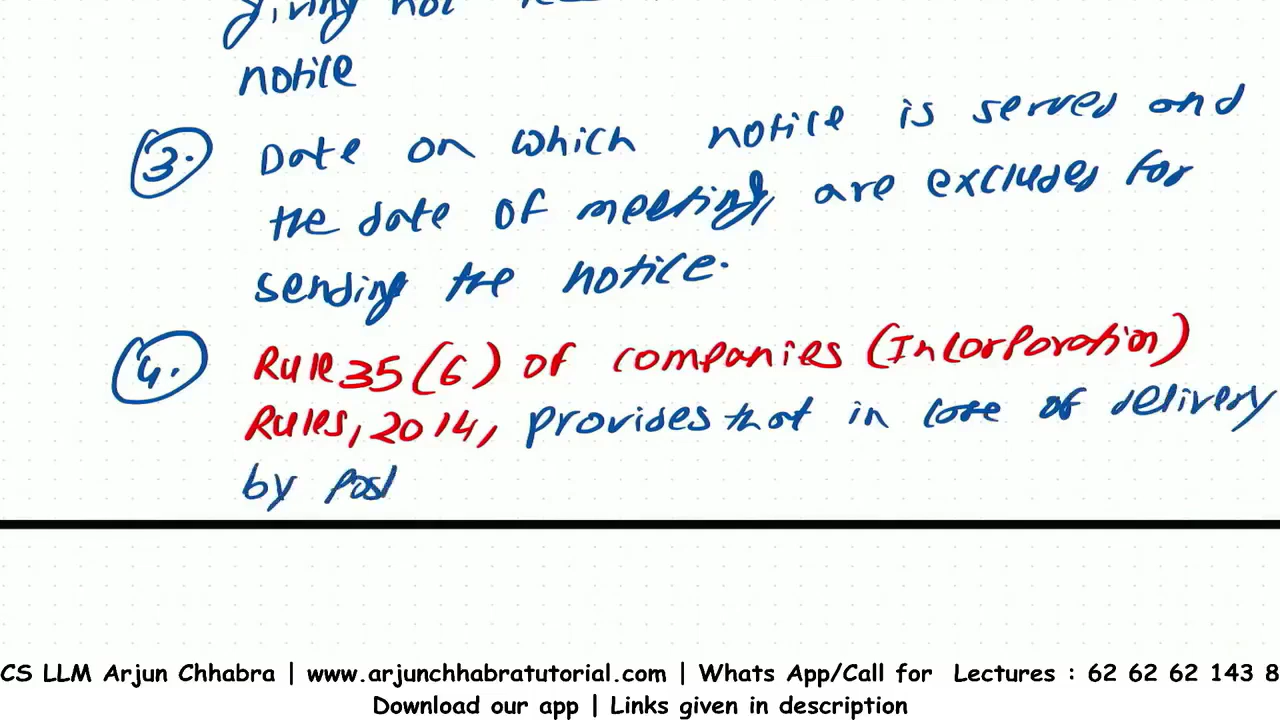 giving not
notice
3. Date on which notice is served and
the date of meeting, are excluded for
sending the notice.
4. Rule 35(6) of companies (Incorporation)
Rules, 2014, provides that in case of delivery
by Post
CS LLM Arjun Chhabra | www.arjunchhabratutorial.com | Whats App/Call for Lectures : 62 62 62 143 8
Download our app | Links given in description